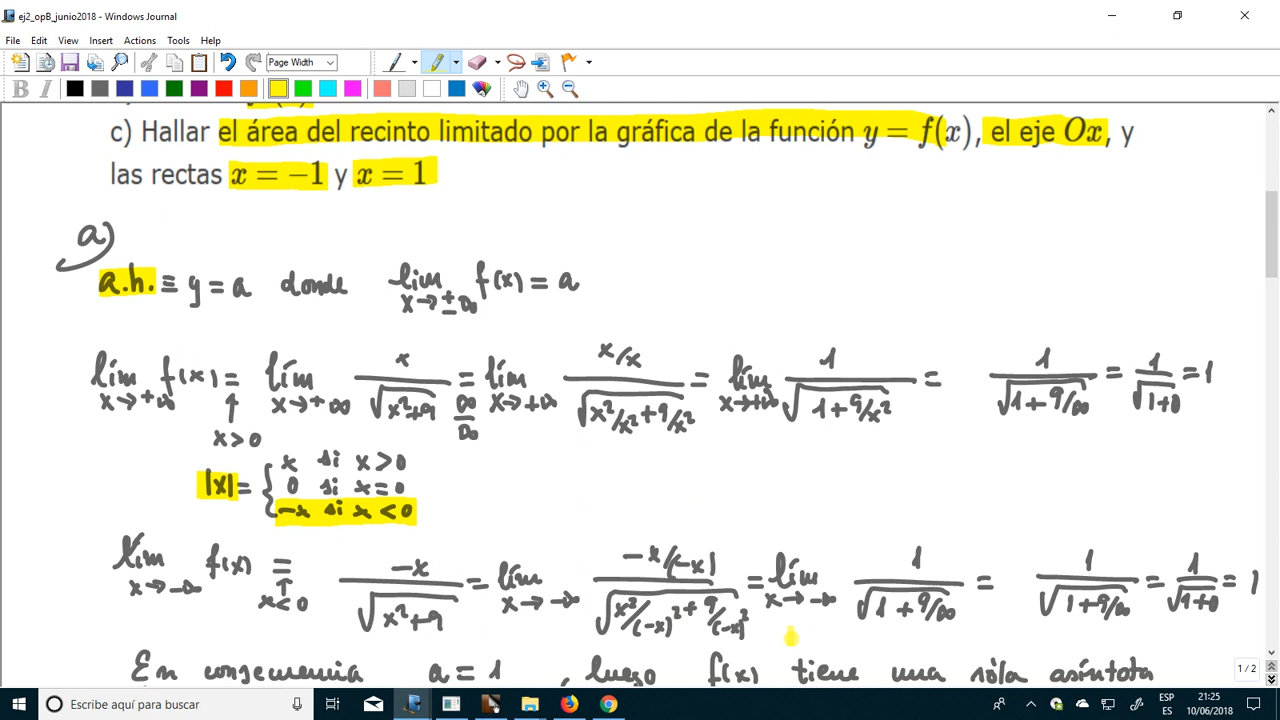 ej2_opB_junio2018 - Windows Journal
File Edit View Insert Actions Tools Help
Page Width
B I
c) Hallar el área del recinto limitado por la gráfica de la función y = f(x), el eje Ox, y
las rectas x = −1 y x = 1
a)
a.h. ≡ y = a donde lim x→±∞ f(x) = a
lím x→+∞ f(x) = x>0 lím x→+∞ x/√(x²+9) = ∞/∞ lím x→+∞ (x/x)/√(x²/x²+9/x²) = lím x→+∞ 1/√(1+9/x²) = 1/√(1+9/∞) = 1/√(1+0) = 1
|x| = { x si x>0
0 si x=0
-x si x<0
lím x→-∞ f(x) = x<0 -x/√(x²+9) = lím x→-∞ (-x/(-x))/√(x²/(-x)²+9/(-x)²) = lím x→-∞ 1/√(1+9/∞) = 1/√(1+9/∞) = 1/√(1+0) = 1
En consecuencia a = 1, luego f(x) tiene una sóla asíntota
1 / 2
Escribe aquí para buscar
ESP
ES
21:25
10/06/2018